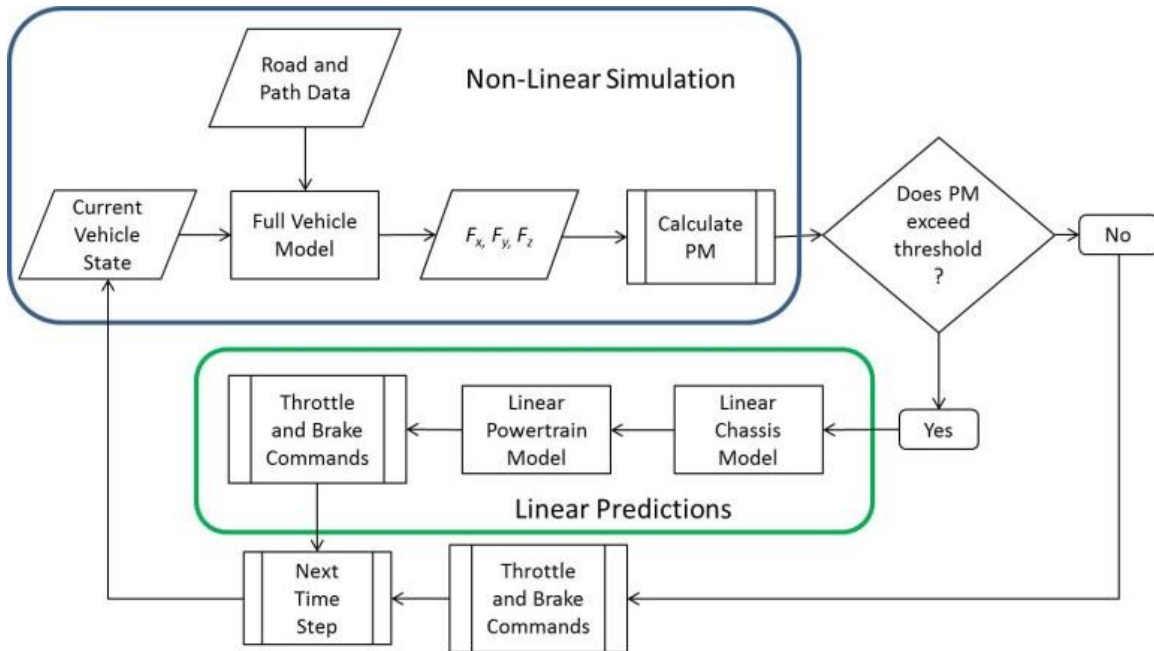 Road and
Path Data
Non-Linear Simulation
Current
Vehicle
State
Full Vehicle
Model
Fx, Fy, Fz
Calculate
PM
Does PM
exceed
threshold
?
No
Throttle
and Brake
Commands
Linear
Powertrain
Model
Linear
Chassis
Model
Yes
Linear Predictions
Next
Time
Step
Throttle
and Brake
Commands